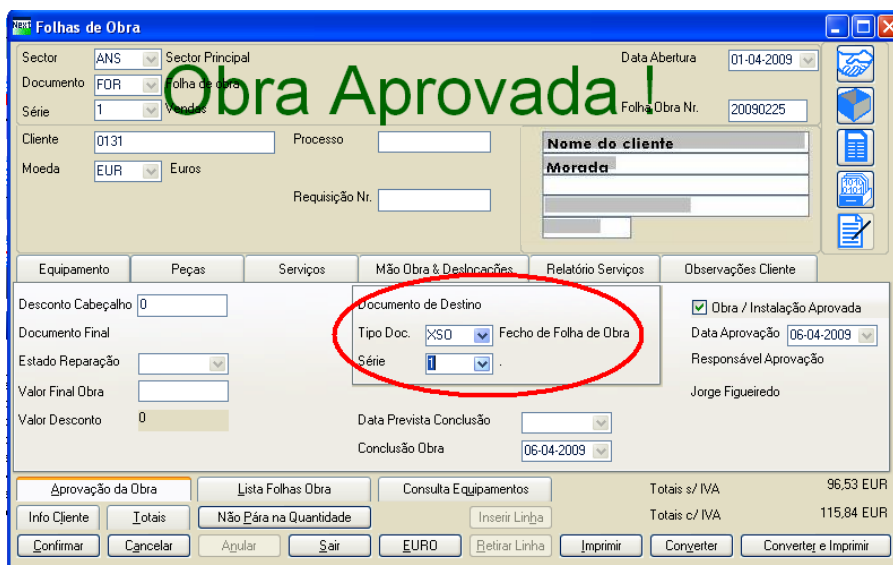 NEXT Folhas de Obra
Sector ANS Sector Principal Data Abertura 01-04-2009
Obra Aprovada !
Documento FOR Folha de obra
Série 1 Vendas Folha Obra Nr. 20090225
Cliente 0131 Processo Nome do cliente
Moeda EUR Euros Morada
Requisição Nr.
Equipamento Peças Serviços Mão Obra & Deslocações Relatório Serviços Observações Cliente
Desconto Cabeçalho 0 Documento de Destino Obra / Instalação Aprovada
Documento Final Tipo Doc. XSO Fecho de Folha de Obra Data Aprovação 06-04-2009
Estado Reparação Série 1 . Responsável Aprovação
Valor Final Obra Jorge Figueiredo
Valor Desconto 0 Data Prevista Conclusão
Conclusão Obra 06-04-2009
Aprovação da Obra Lista Folhas Obra Consulta Equipamentos Totais s/ IVA 96,53 EUR
Info Cliente Totais Não Pára na Quantidade Inserir Linha Totais c/ IVA 115,84 EUR
Confirmar Cancelar Anular Sair EURO Retirar Linha Imprimir Converter Converter e Imprimir